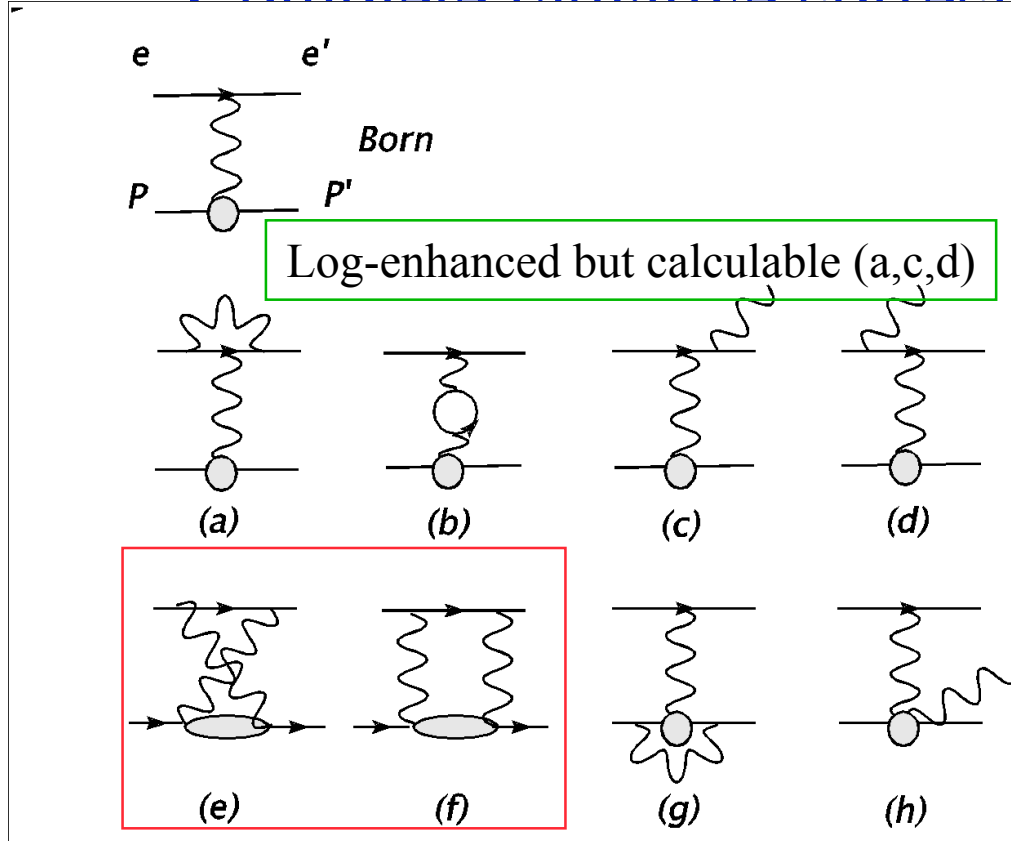 e e'
Born
P P'
Log-enhanced but calculable (a,c,d)
(a) (b) (c) (d)
(e) (f) (g) (h)